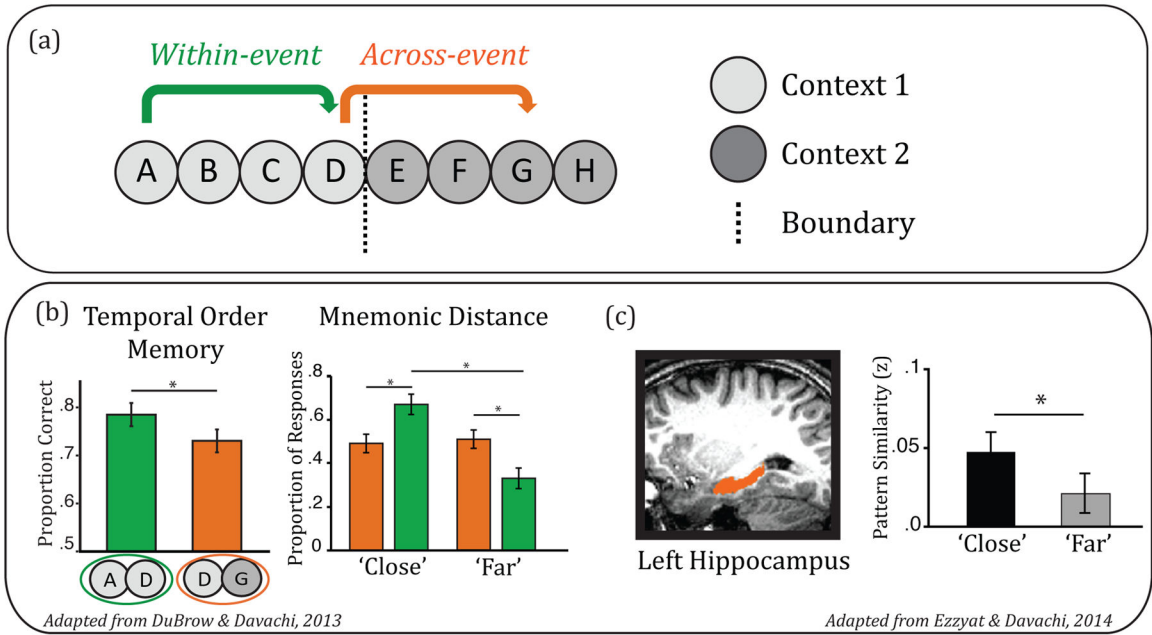 (a)
Within-event Across-event
A B C D E F G H
Context 1
Context 2
Boundary
(b)
Temporal Order
Memory
Proportion Correct
.8
.7
.6
.5
*
A D D G
Mnemonic Distance
Proportion of Responses
.8
.6
.4
.2
0
* * *
'Close' 'Far'
Adapted from DuBrow & Davachi, 2013
(c)
Left Hippocampus
Pattern Similarity (z)
.1
0.05
.0
*
'Close' 'Far'
Adapted from Ezzyat & Davachi, 2014